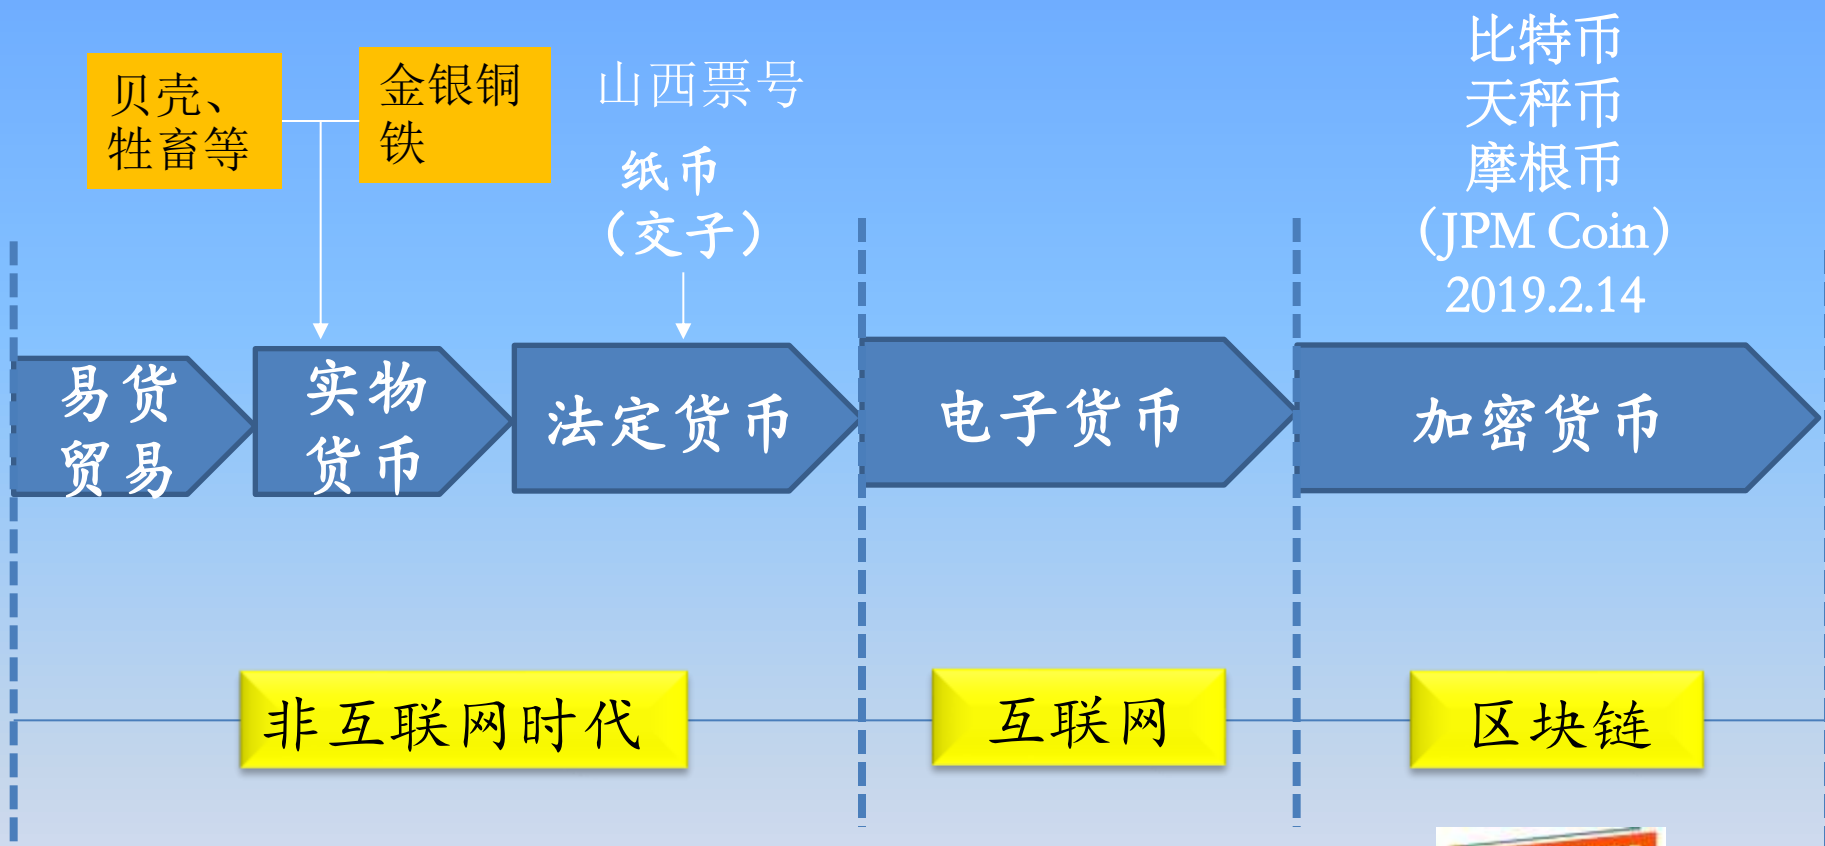 贝壳、
牲畜等
金银铜
铁
山西票号
纸币
（交子）
比特币
天秤币
摩根币
（JPM Coin）
2019.2.14
易货
贸易
实物
货币
法定货币
电子货币
加密货币
非互联网时代
互联网
区块链